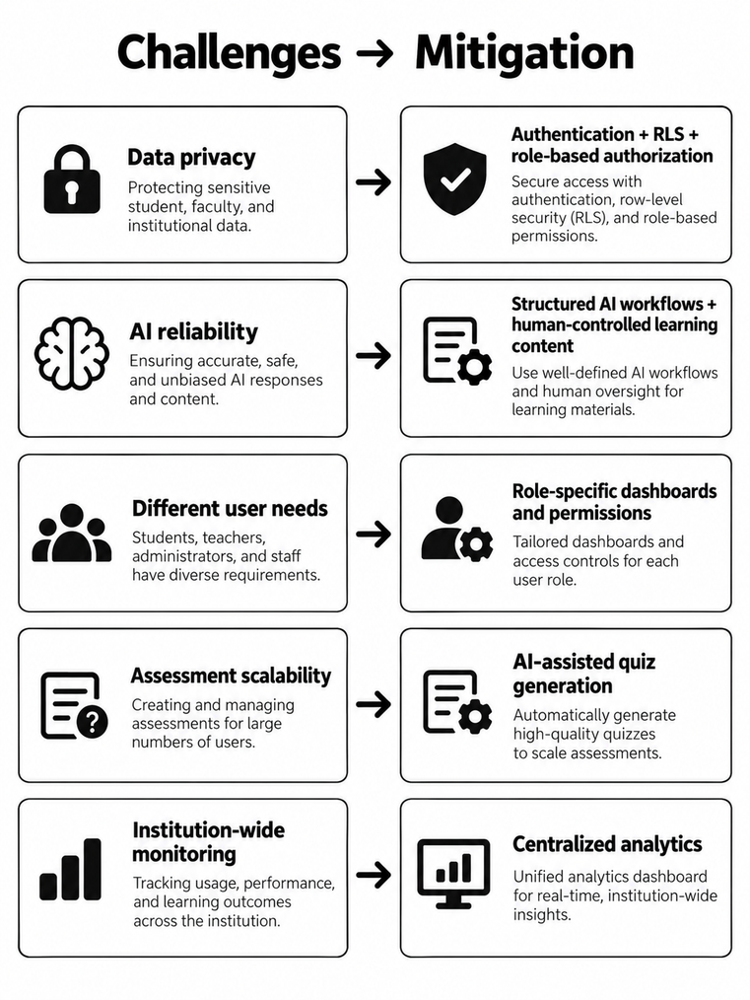 Challenges → Mitigation
Data privacy
Protecting sensitive
student, faculty, and
institutional data.
Authentication + RLS +
role-based authorization
Secure access with
authentication, row-level
security (RLS), and role-based
permissions.
AI reliability
Ensuring accurate, safe,
and unbiased AI responses
and content.
Structured AI workflows +
human-controlled learning
content
Use well-defined AI workflows
and human oversight for
learning materials.
Different user needs
Students, teachers,
administrators, and staff
have diverse requirements.
Role-specific dashboards
and permissions
Tailored dashboards and
access controls for each
user role.
Assessment scalability
Creating and managing
assessments for large
numbers of users.
?
AI-assisted quiz
generation
Automatically generate
high-quality quizzes
to scale assessments.
Institution-wide
monitoring
Tracking usage, performance,
and learning outcomes
across the institution.
Centralized analytics
Unified analytics dashboard
for real-time, institution-wide
insights.